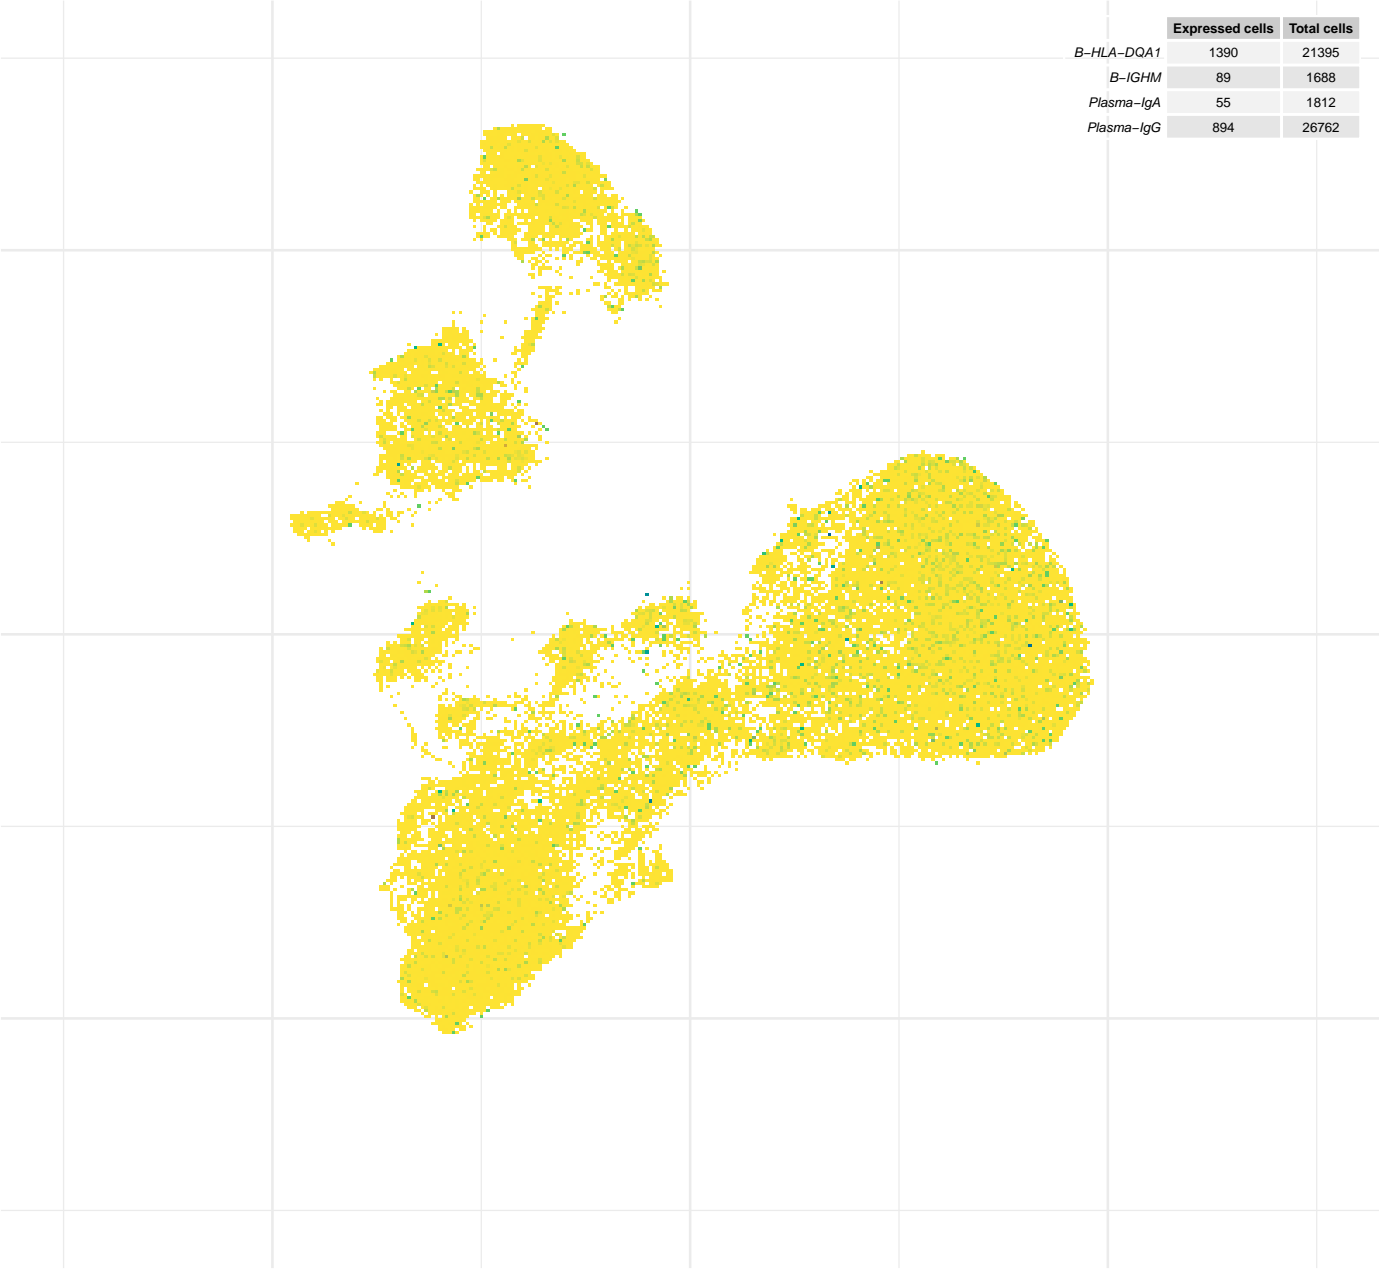 Expressed cells Total cells
B−HLA−DQA1 1390 21395
B−IGHM 89 1688
Plasma−IgA 55 1812
Plasma−IgG 894 26762